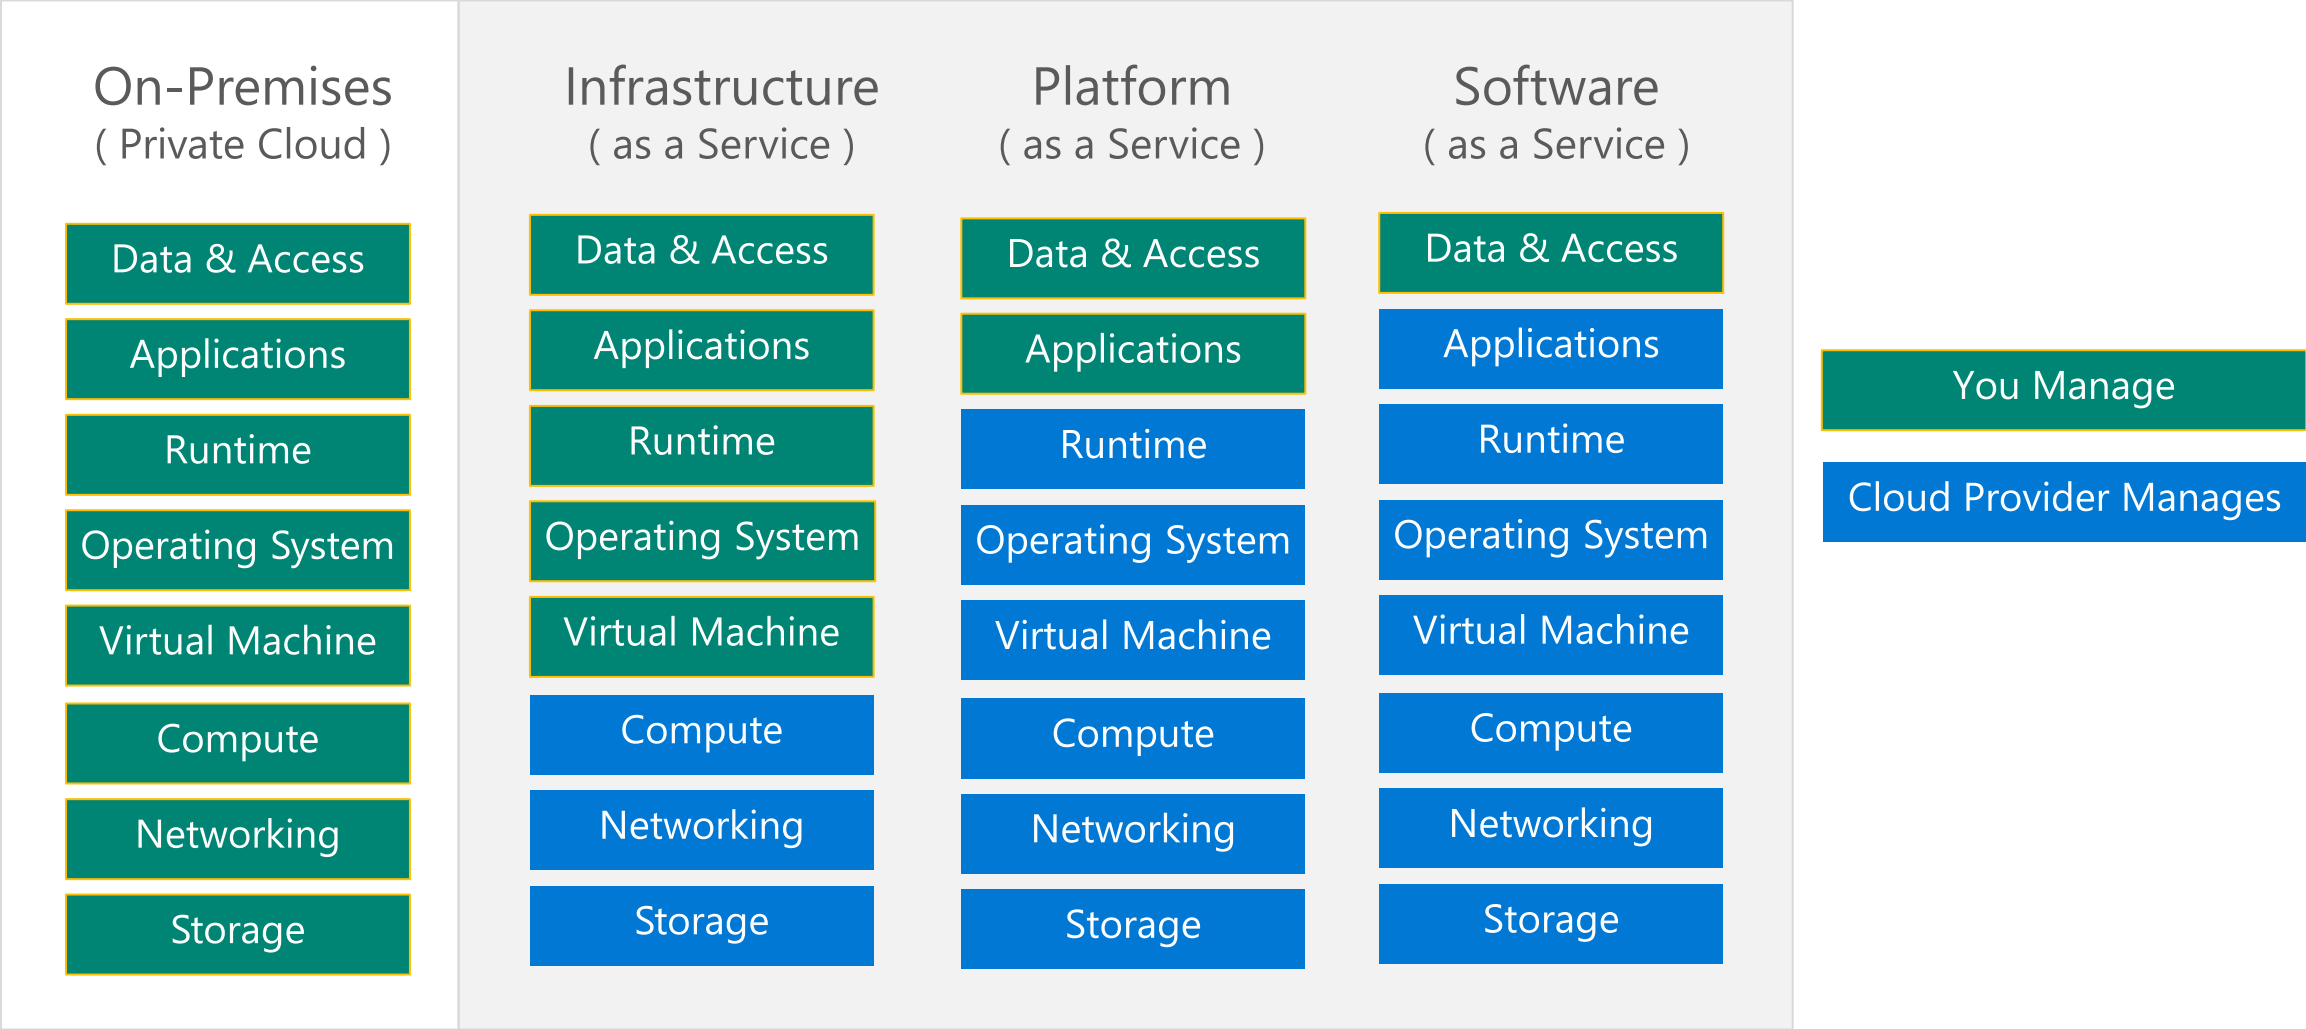 On-Premises
( Private Cloud )
Data & Access
Applications
Runtime
Operating System
Virtual Machine
Compute
Networking
Storage
Infrastructure
( as a Service )
Data & Access
Applications
Runtime
Operating System
Virtual Machine
Compute
Networking
Storage
Platform
( as a Service )
Data & Access
Applications
Runtime
Operating System
Virtual Machine
Compute
Networking
Storage
Software
( as a Service )
Data & Access
Applications
Runtime
Operating System
Virtual Machine
Compute
Networking
Storage
You Manage
Cloud Provider Manages